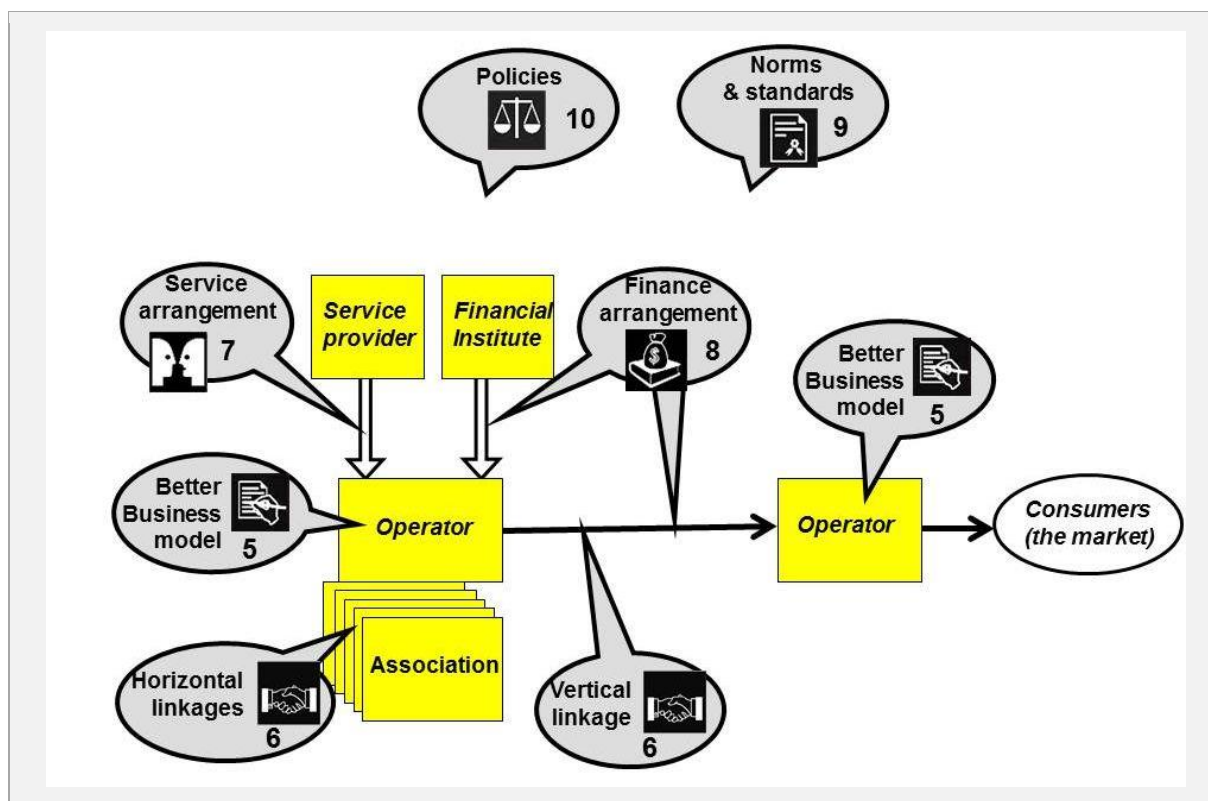 Policies
10
Norms
& standards
9
Service
arrangement
7
Service
provider
Financial
Institute
Finance
arrangement
$
8
Better
Business
model
5
Better
Business
model
5
Operator
Operator
Consumers
(the market)
Association
Horizontal
linkages
6
Vertical
linkage
6